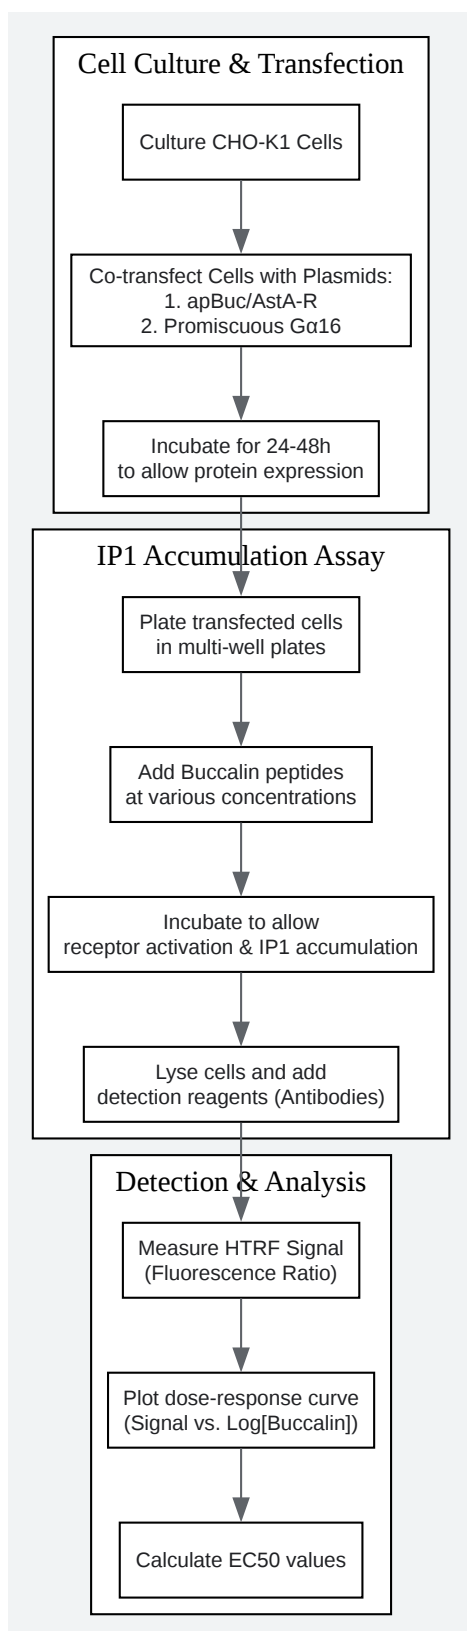 Cell Culture & Transfection
Culture CHO-K1 Cells
Co-transfect Cells with Plasmids:
1. apBuc/AstA-R
2. Promiscuous Gα16
Incubate for 24-48h
to allow protein expression
IP1 Accumulation Assay
Plate transfected cells
in multi-well plates
Add Buccalin peptides
at various concentrations
Incubate to allow
receptor activation & IP1 accumulation
Lyse cells and add
detection reagents (Antibodies)
Detection & Analysis
Measure HTRF Signal
(Fluorescence Ratio)
Plot dose-response curve
(Signal vs. Log[Buccalin])
Calculate EC50 values